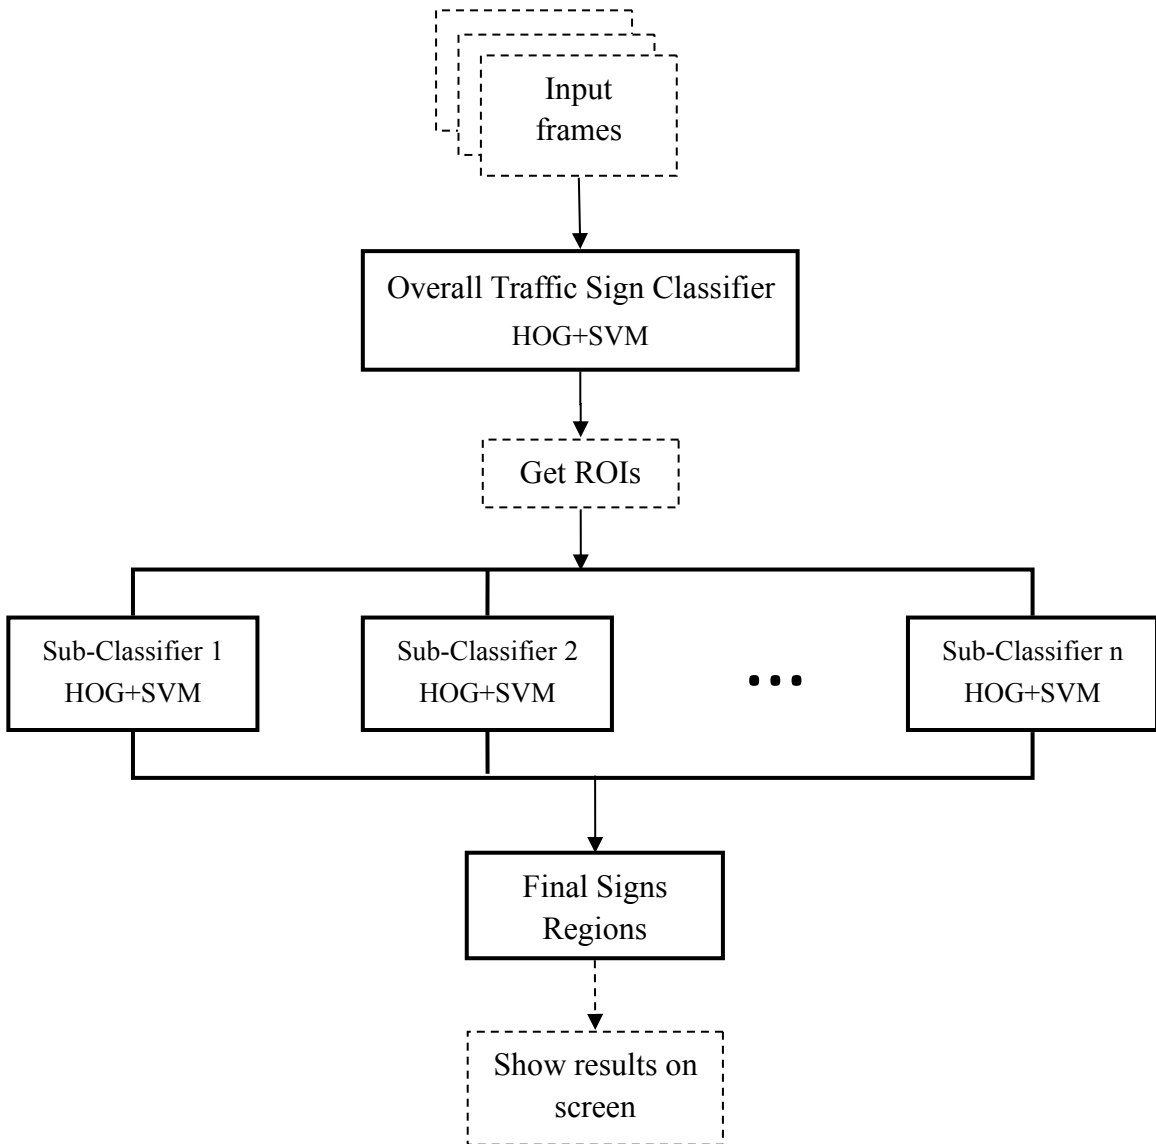 Input
frames
Overall Traffic Sign Classifier
HOG+SVM
Get ROIs
Sub-Classifier 1
HOG+SVM
Sub-Classifier 2
HOG+SVM
...
Sub-Classifier n
HOG+SVM
Final Signs
Regions
Show results on
screen